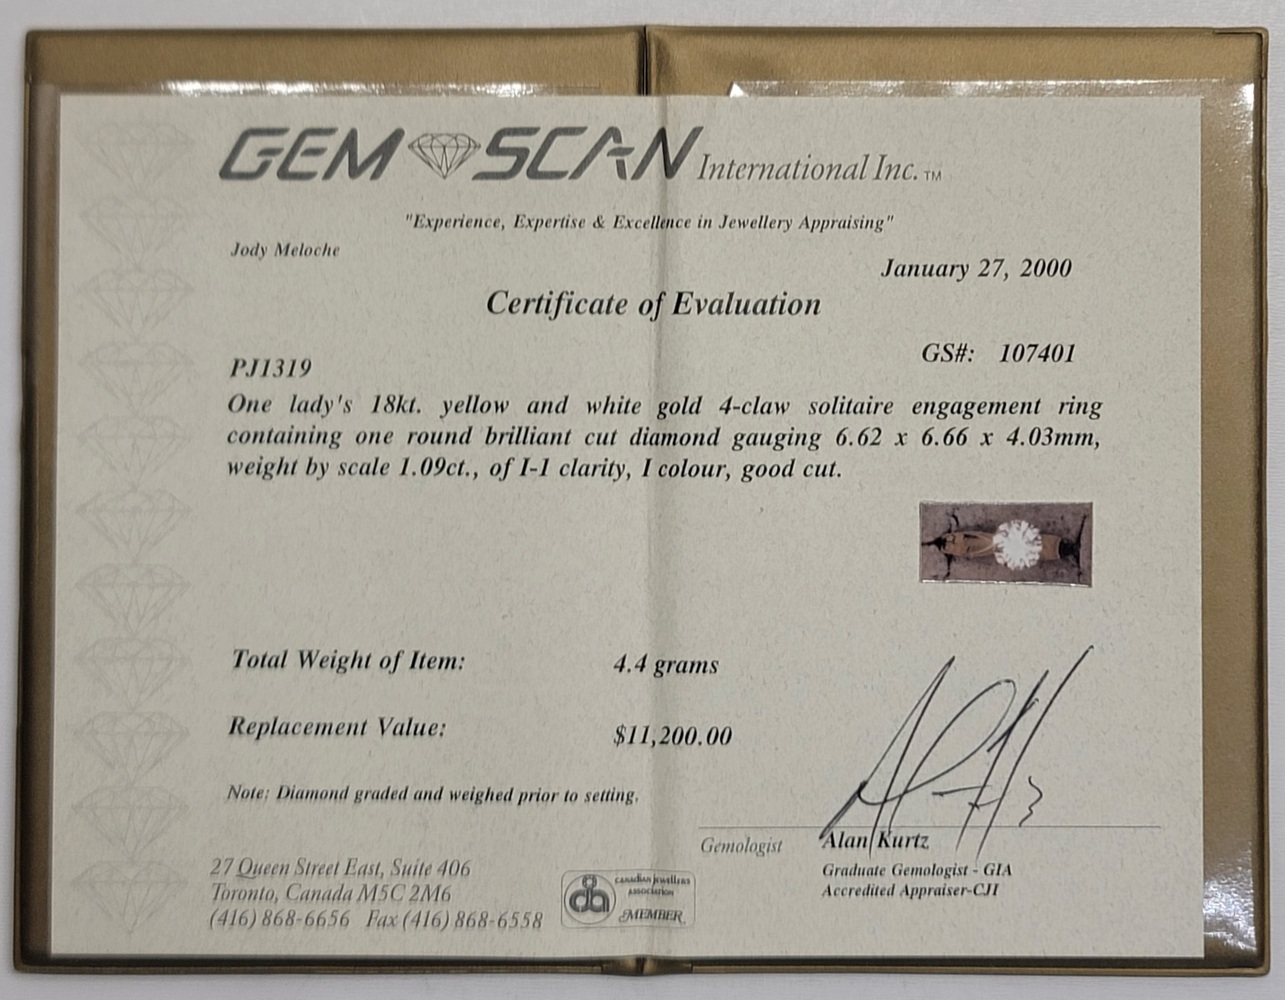 GEM SCAN International Inc. TM
"Experience, Expertise & Excellence in Jewellery Appraising"
Jody Meloche
January 27, 2000
Certificate of Evaluation
GS#: 107401
PJ1319
One lady's 18kt. yellow and white gold 4-claw solitaire engagement ring
containing one round brilliant cut diamond gauging 6.62 x 6.66 x 4.03mm,
weight by scale 1.09ct., of I-1 clarity, I colour, good cut.
Total Weight of Item: 4.4 grams
Replacement Value: $11,200.00
Note: Diamond graded and weighed prior to setting.
Gemologist Alan Kurtz
Graduate Gemologist - GIA
Accredited Appraiser-CJI
27 Queen Street East, Suite 406
Toronto, Canada M5C 2M6
(416) 868-6656 Fax (416) 868-6558
canadian jewellers
association
MEMBER